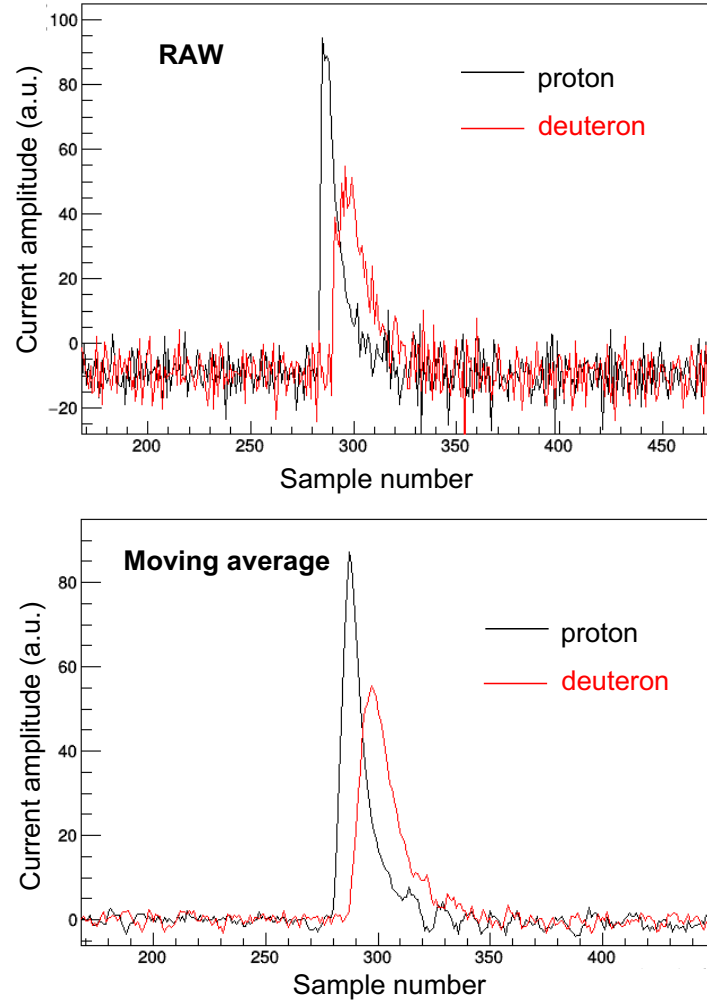 RAW
proton
deuteron
Current amplitude (a.u.)
100
80
60
40
20
0
−20
200
250
300
350
400
450
Sample number
Moving average
proton
deuteron
Current amplitude (a.u.)
80
60
40
20
0
200
250
300
350
400
Sample number